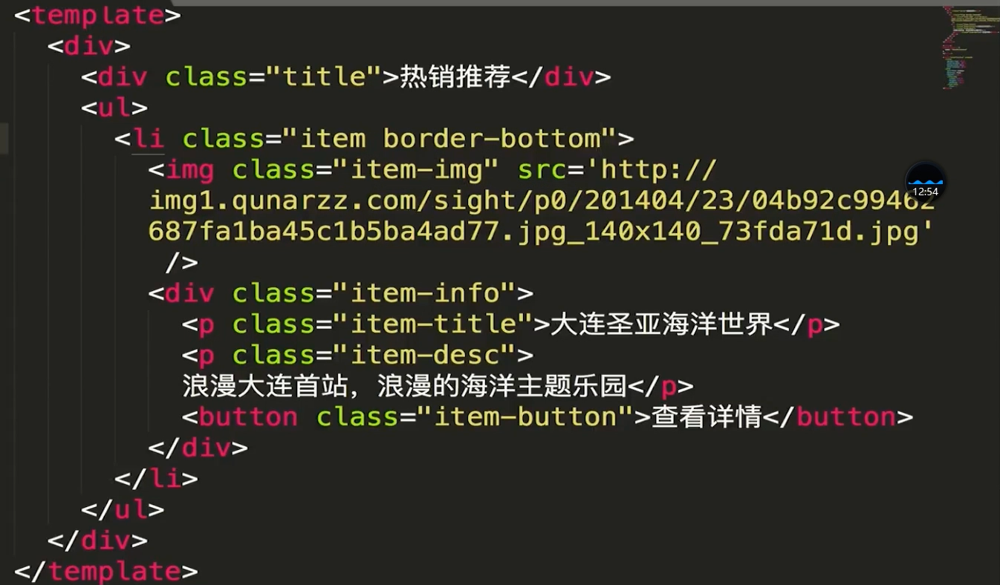 <template>
<div>
<div class="title">热销推荐</div>
<ul>
<li class="item border-bottom">
<img class="item-img" src='http://
img1.qunarzz.com/sight/p0/201404/23/04b92c99462
687fa1ba45c1b5ba4ad77.jpg_140x140_73fda71d.jpg'
/>
<div class="item-info">
<p class="item-title">大连圣亚海洋世界</p>
<p class="item-desc">
浪漫大连首站，浪漫的海洋主题乐园</p>
<button class="item-button">查看详情</button>
</div>
</li>
</ul>
</div>
</template>
12:54